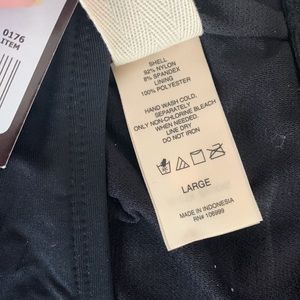 0176
ITEM
SHELL
92% NYLON
8% SPANDEX
LINING
100% POLYESTER
HAND WASH COLD.
SEPARATELY
ONLY NON-CHLORINE BLEACH
WHEN NEEDED.
LINE DRY
DO NOT IRON
LARGE
MADE IN INDONESIA
RN# 106999